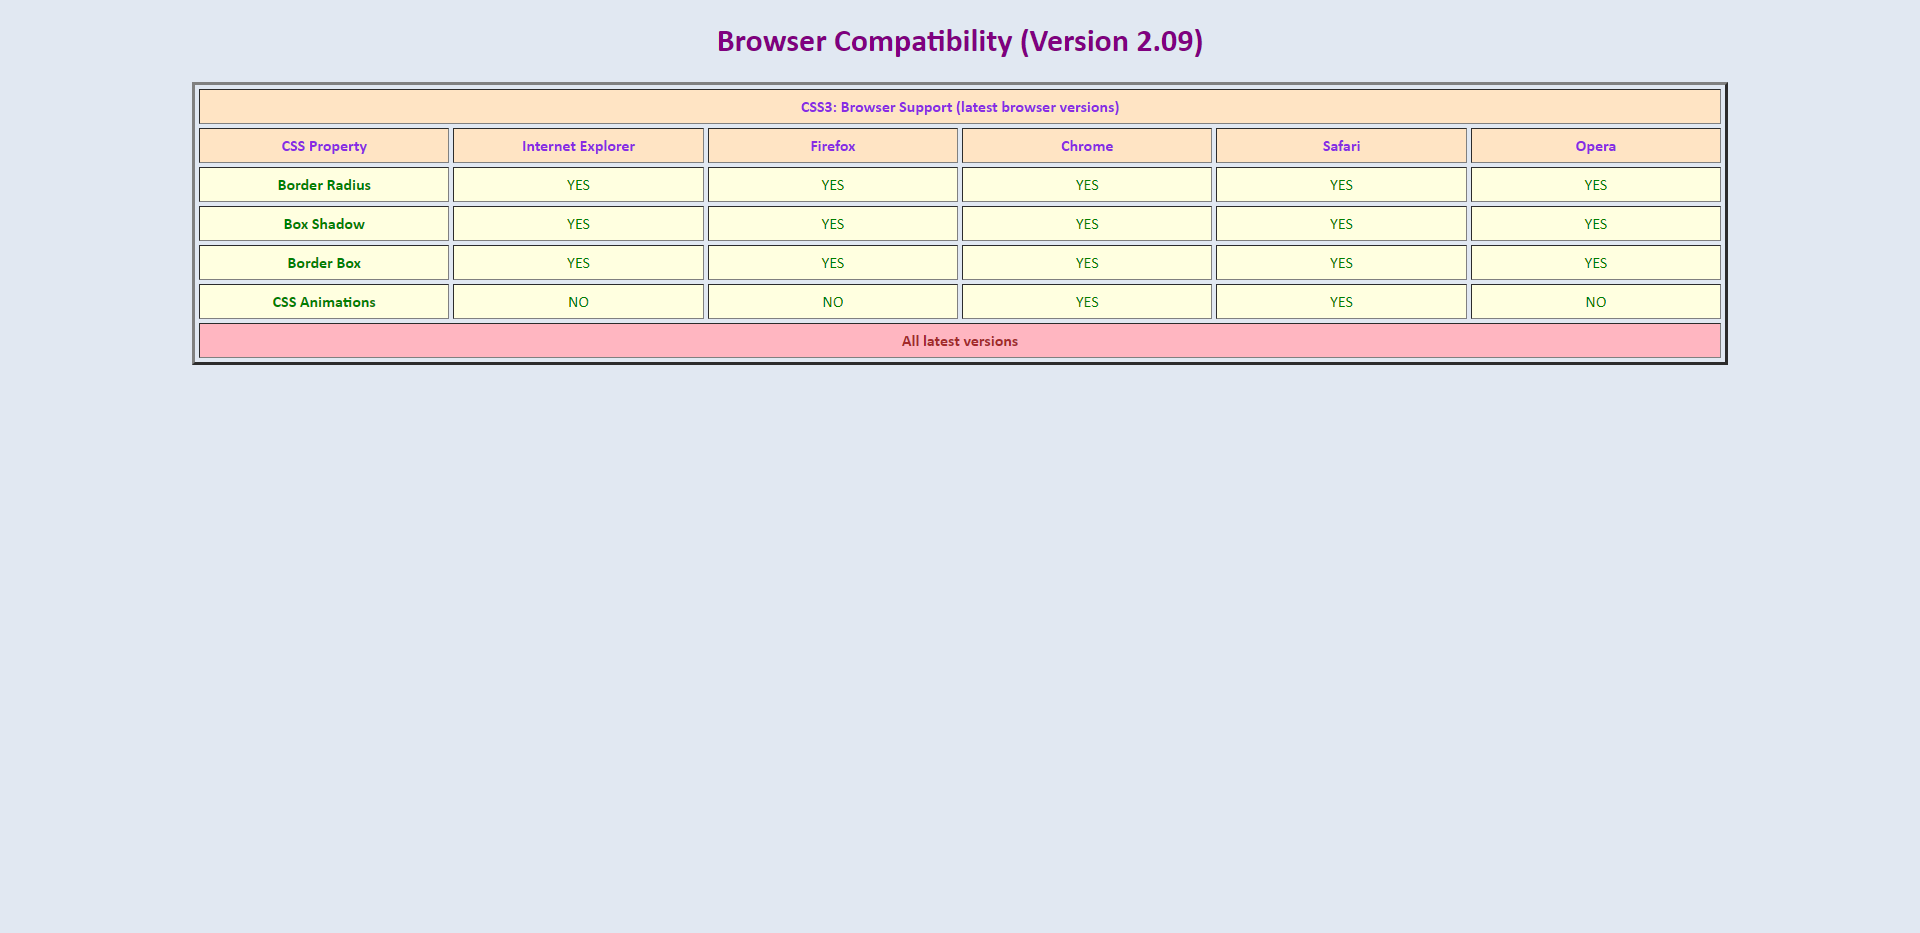 Browser Compatibility (Version 2.09)
CSS3: Browser Support (latest browser versions)
CSS Property Internet Explorer Firefox Chrome Safari Opera
Border Radius YES YES YES YES YES
Box Shadow YES YES YES YES YES
Border Box YES YES YES YES YES
CSS Animations NO NO YES YES NO
All latest versions